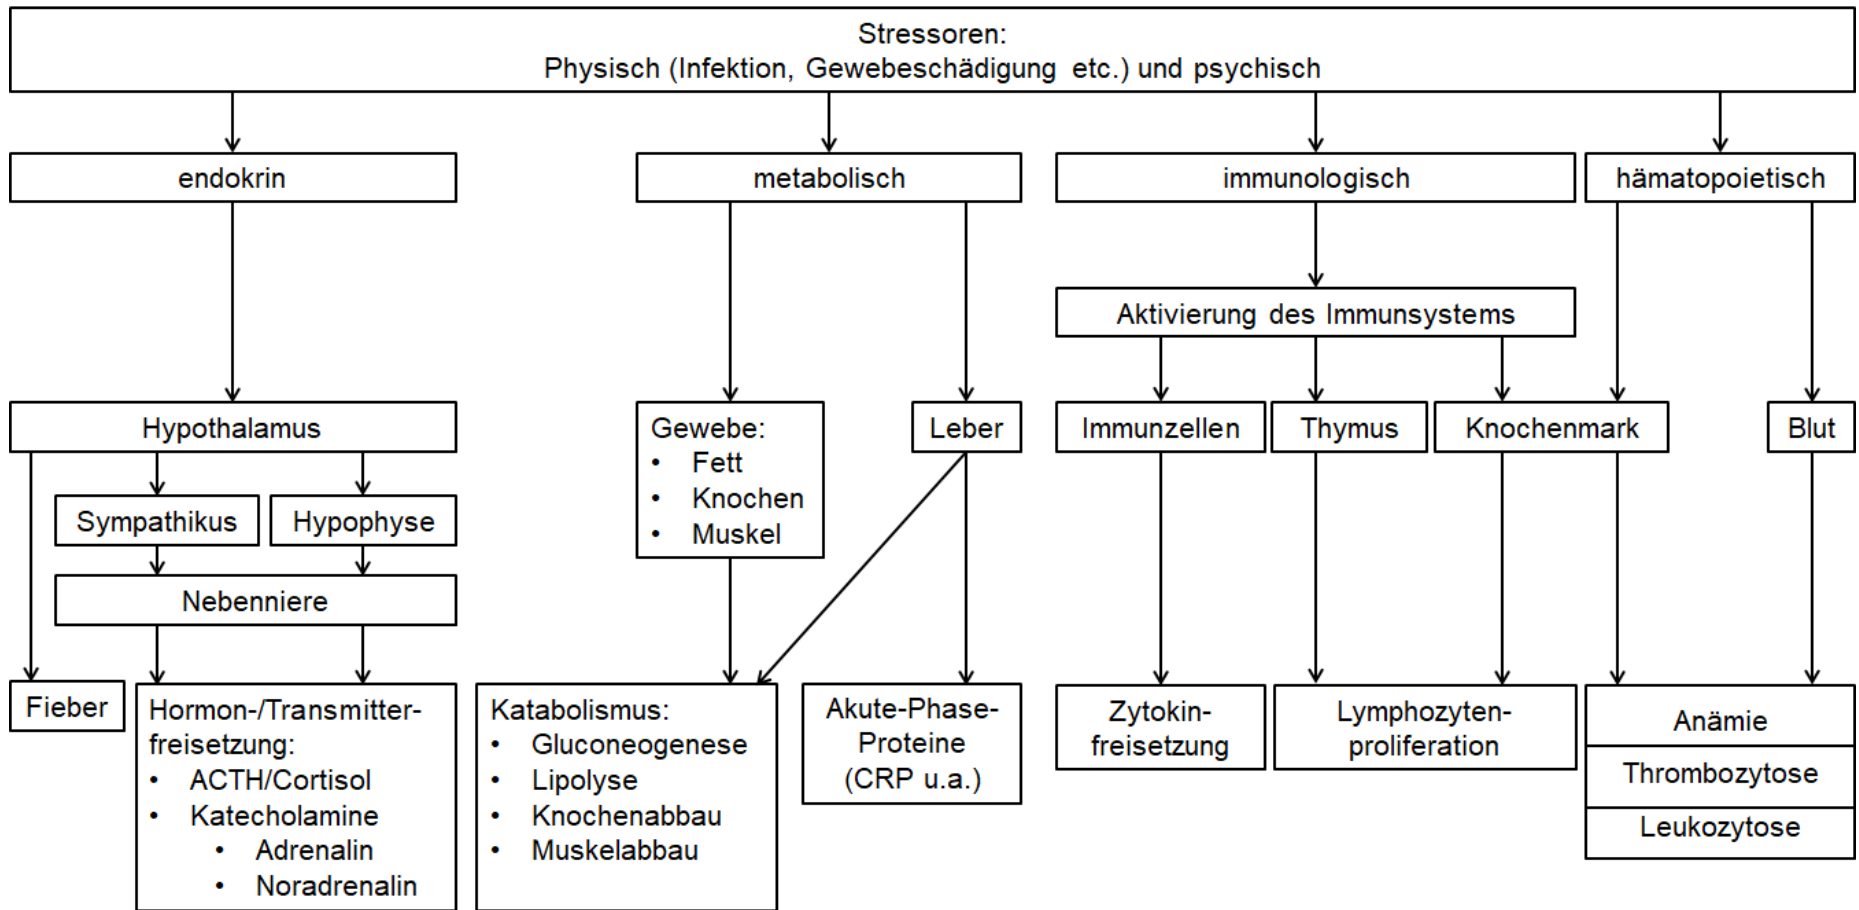 Stressoren:
Physisch (Infektion, Gewebeschädigung etc.) und psychisch
endokrin
metabolisch
immunologisch
hämatopoietisch
Aktivierung des Immunsystems
Hypothalamus
Gewebe:
• Fett
• Knochen
• Muskel
Leber
Immunzellen
Thymus
Knochenmark
Blut
Sympathikus
Hypophyse
Nebenniere
Fieber
Hormon-/Transmitter-
freisetzung:
• ACTH/Cortisol
• Katecholamine
• Adrenalin
• Noradrenalin
Katabolismus:
• Gluconeogenese
• Lipolyse
• Knochenabbau
• Muskelabbau
Akute-Phase-
Proteine
(CRP u.a.)
Zytokin-
freisetzung
Lymphozyten-
proliferation
Anämie
Thrombozytose
Leukozytose